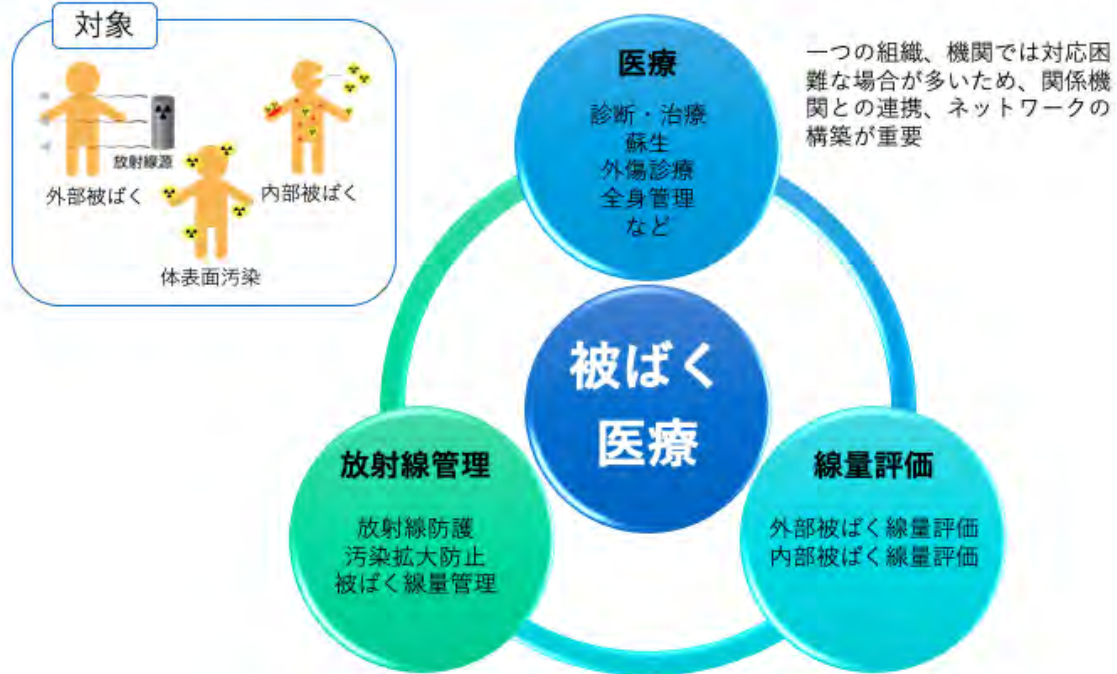 対象
放射線源
外部被ばく
内部被ばく
体表面汚染
医療
診断・治療
蘇生
外傷診療
全身管理
など
一つの組織、機関では対応困
難な場合が多いため、関係機
関との連携、ネットワークの
構築が重要
被ばく
医療
放射線管理
放射線防護
汚染拡大防止
被ばく線量管理
線量評価
外部被ばく線量評価
内部被ばく線量評価